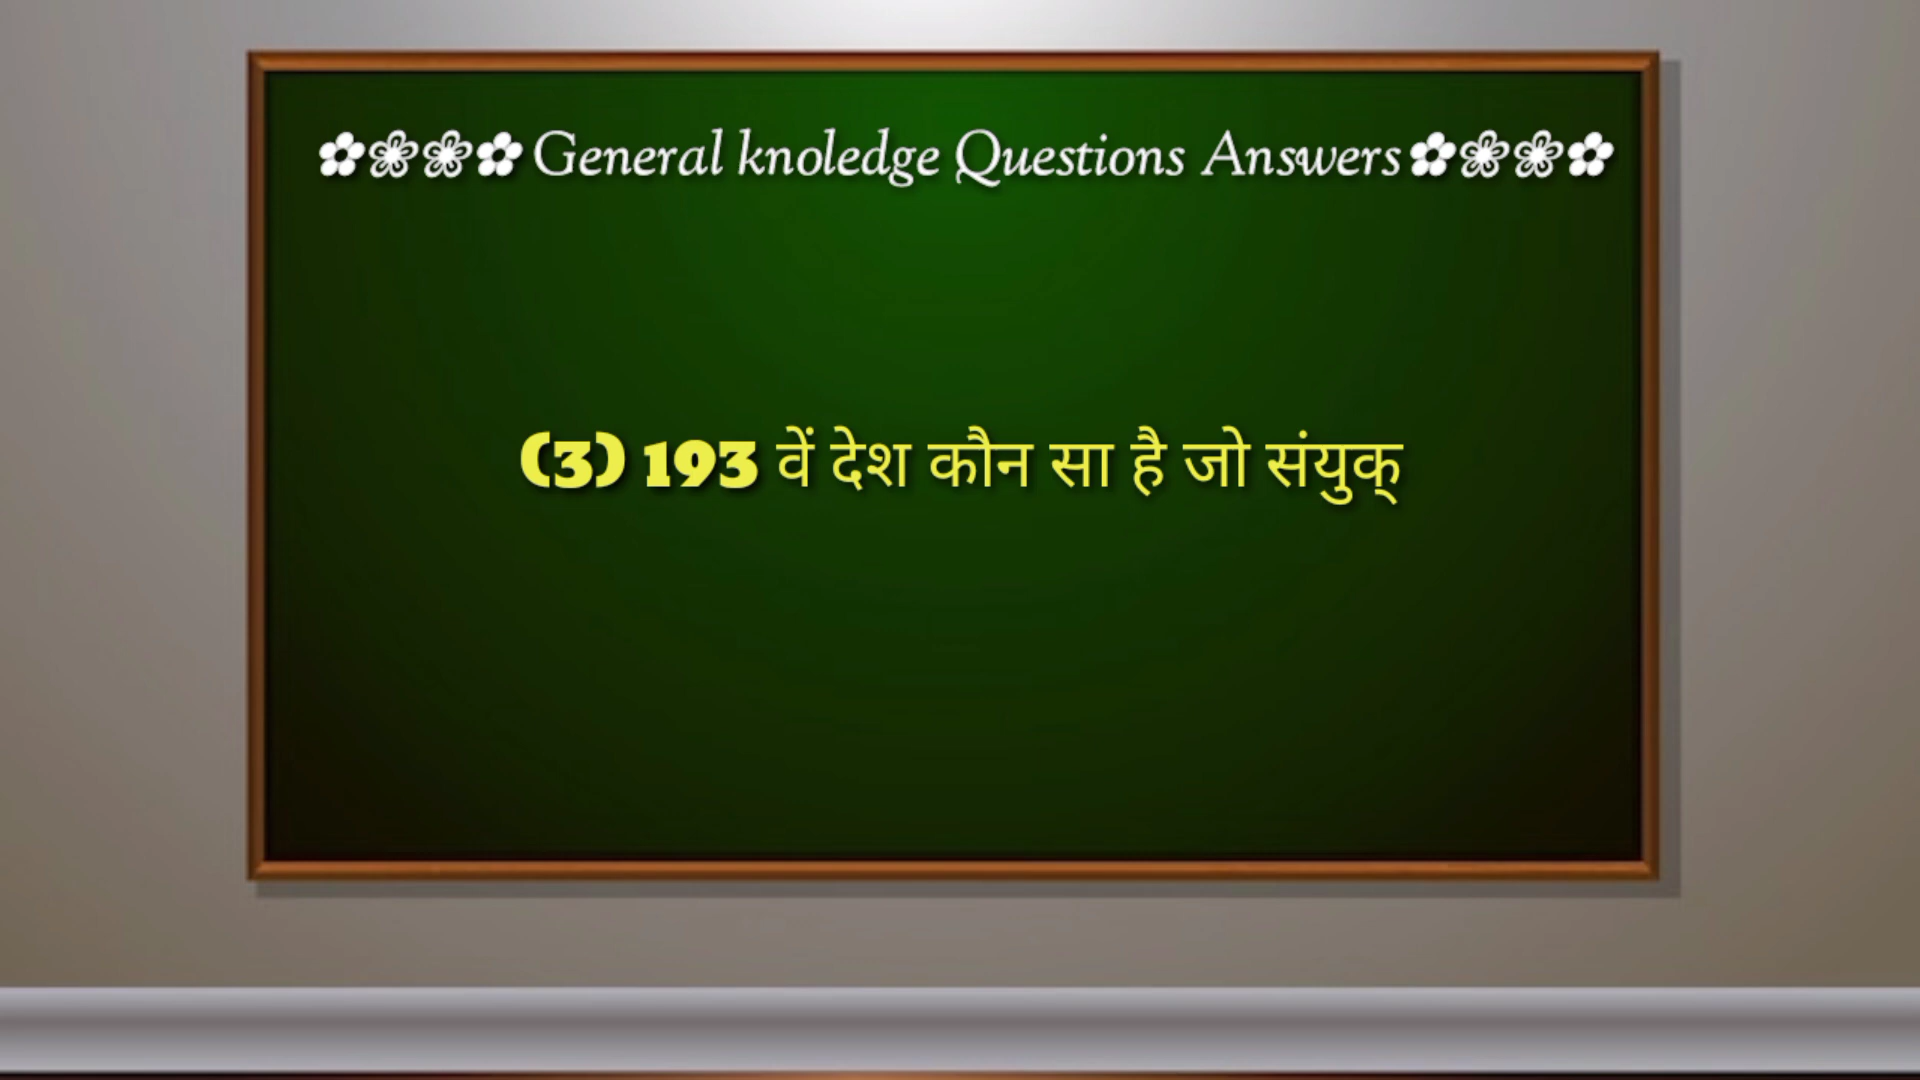 ✿❀❀✿ General knoledge Questions Answers ✿❀❀✿
(3) 193 वें देश कौन सा है जो संयुक्